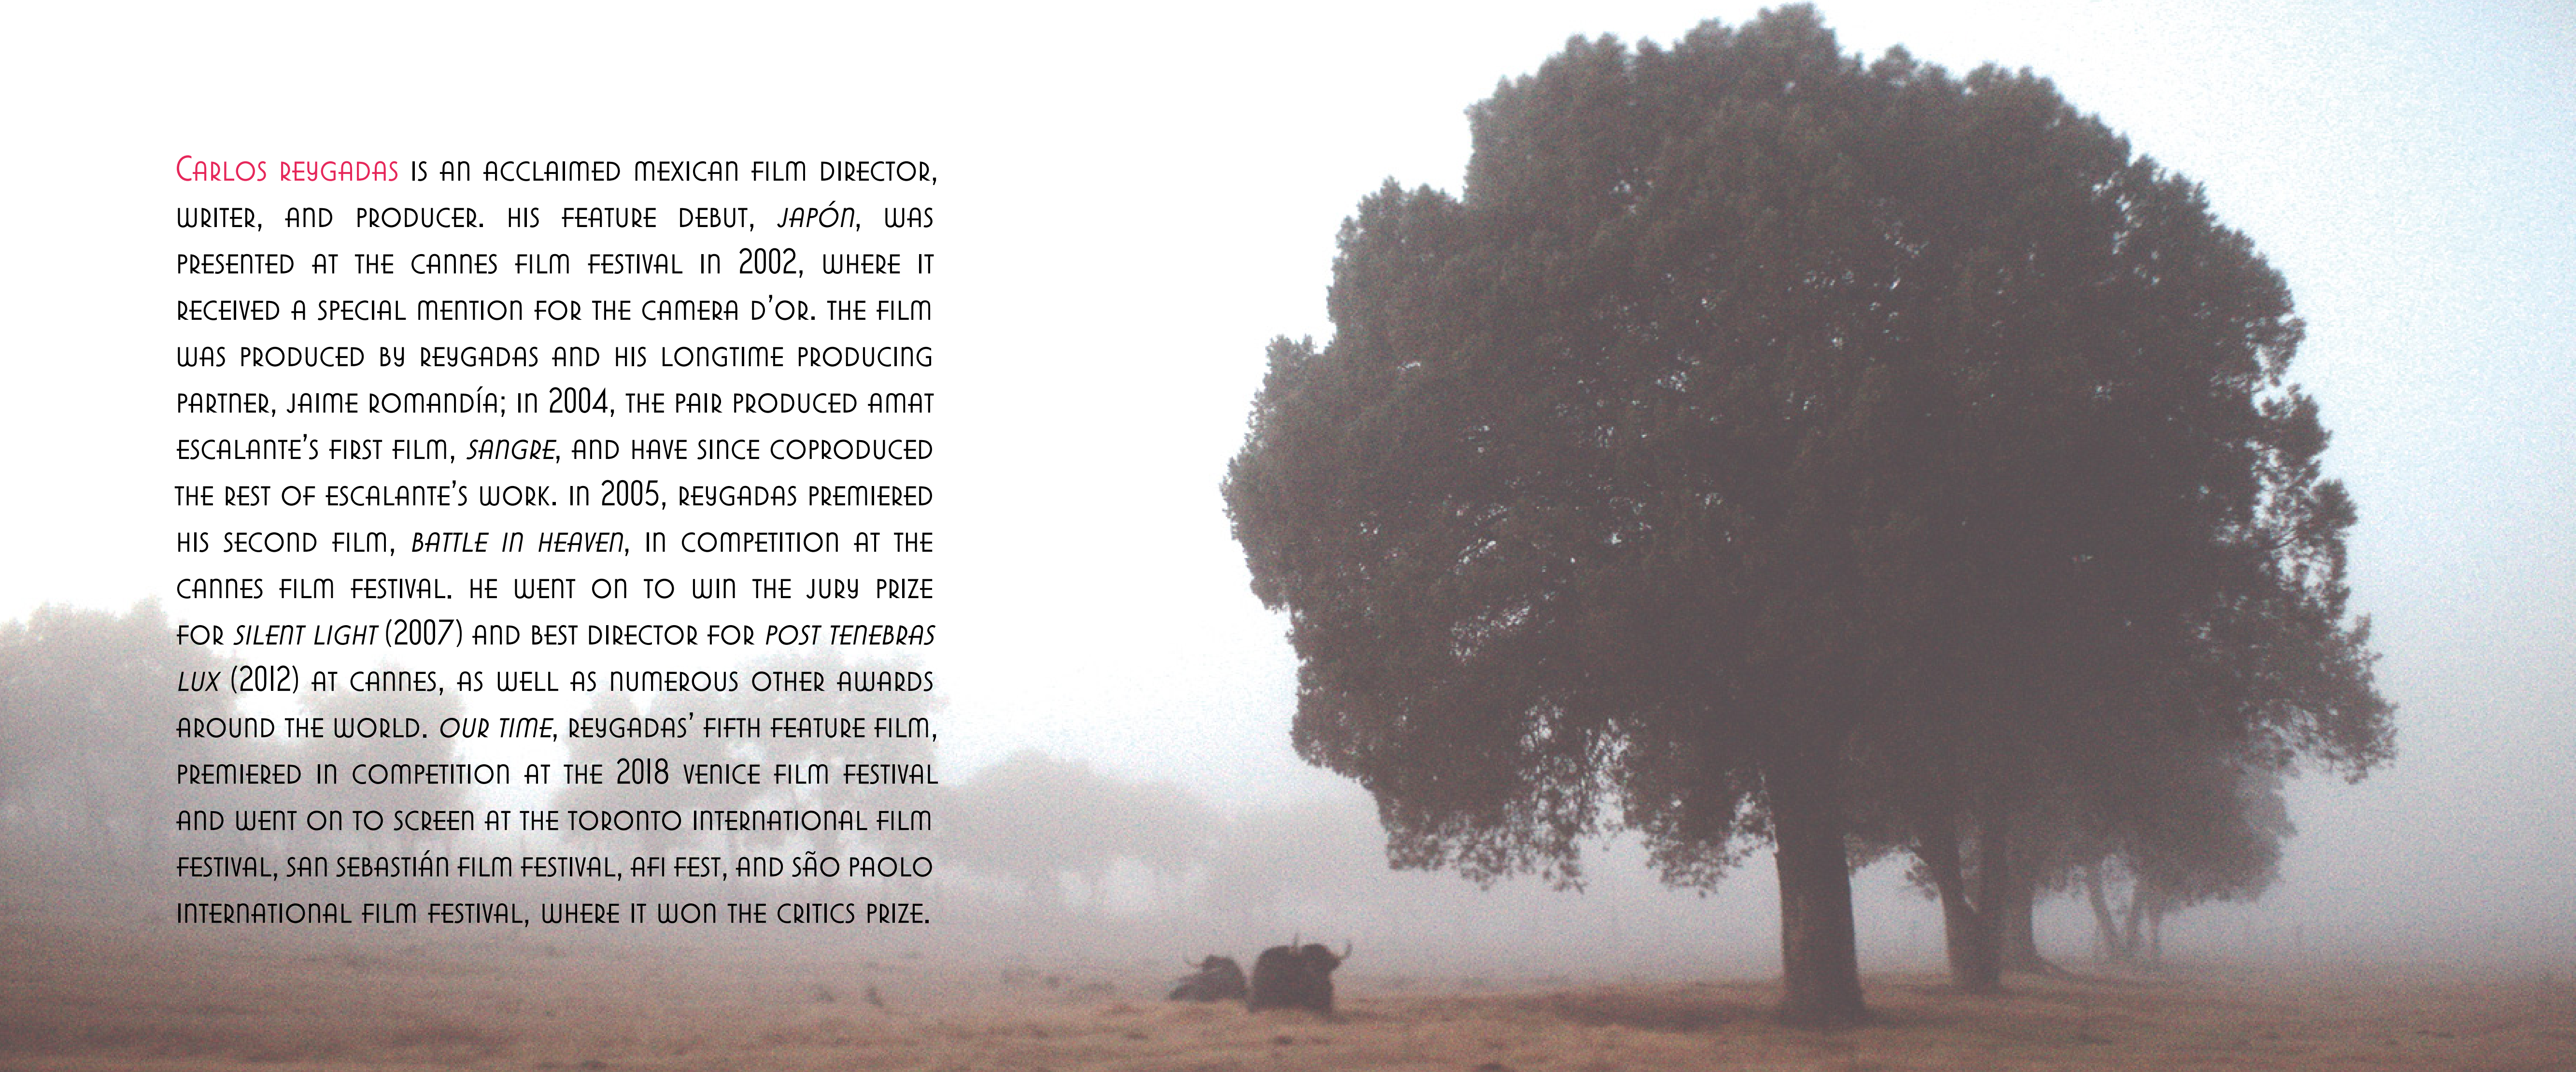 Carlos Reygadas is an acclaimed Mexican film director,
writer, and producer. His feature debut, Japón, was
presented at the Cannes Film Festival in 2002, where it
received a Special Mention for the Camera d’Or. The film
was produced by Reygadas and his longtime producing
partner, Jaime Romandía; in 2004, the pair produced Amat
Escalante’s first film, Sangre, and have since coproduced
the rest of Escalante’s work. In 2005, Reygadas premiered
his second film, Battle in Heaven, in competition at the
Cannes Film Festival. He went on to win the Jury Prize
for Silent Light (2007) and Best Director for Post Tenebras
Lux (2012) at Cannes, as well as numerous other awards
around the world. Our Time, Reygadas’ fifth feature film,
premiered in competition at the 2018 Venice Film Festival
and went on to screen at the Toronto International Film
Festival, San Sebastián Film Festival, AFI Fest, and São Paolo
International Film Festival, where it won the Critics Prize.